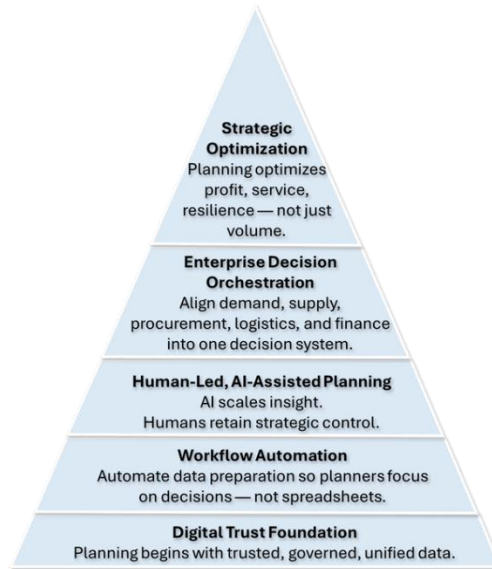 Strategic
Optimization
Planning optimizes
profit, service,
resilience — not just
volume.
Enterprise Decision
Orchestration
Align demand, supply,
procurement, logistics, and finance
into one decision system.
Human-Led, AI-Assisted Planning
AI scales insight.
Humans retain strategic control.
Workflow Automation
Automate data preparation so planners focus
on decisions — not spreadsheets.
Digital Trust Foundation
Planning begins with trusted, governed, unified data.